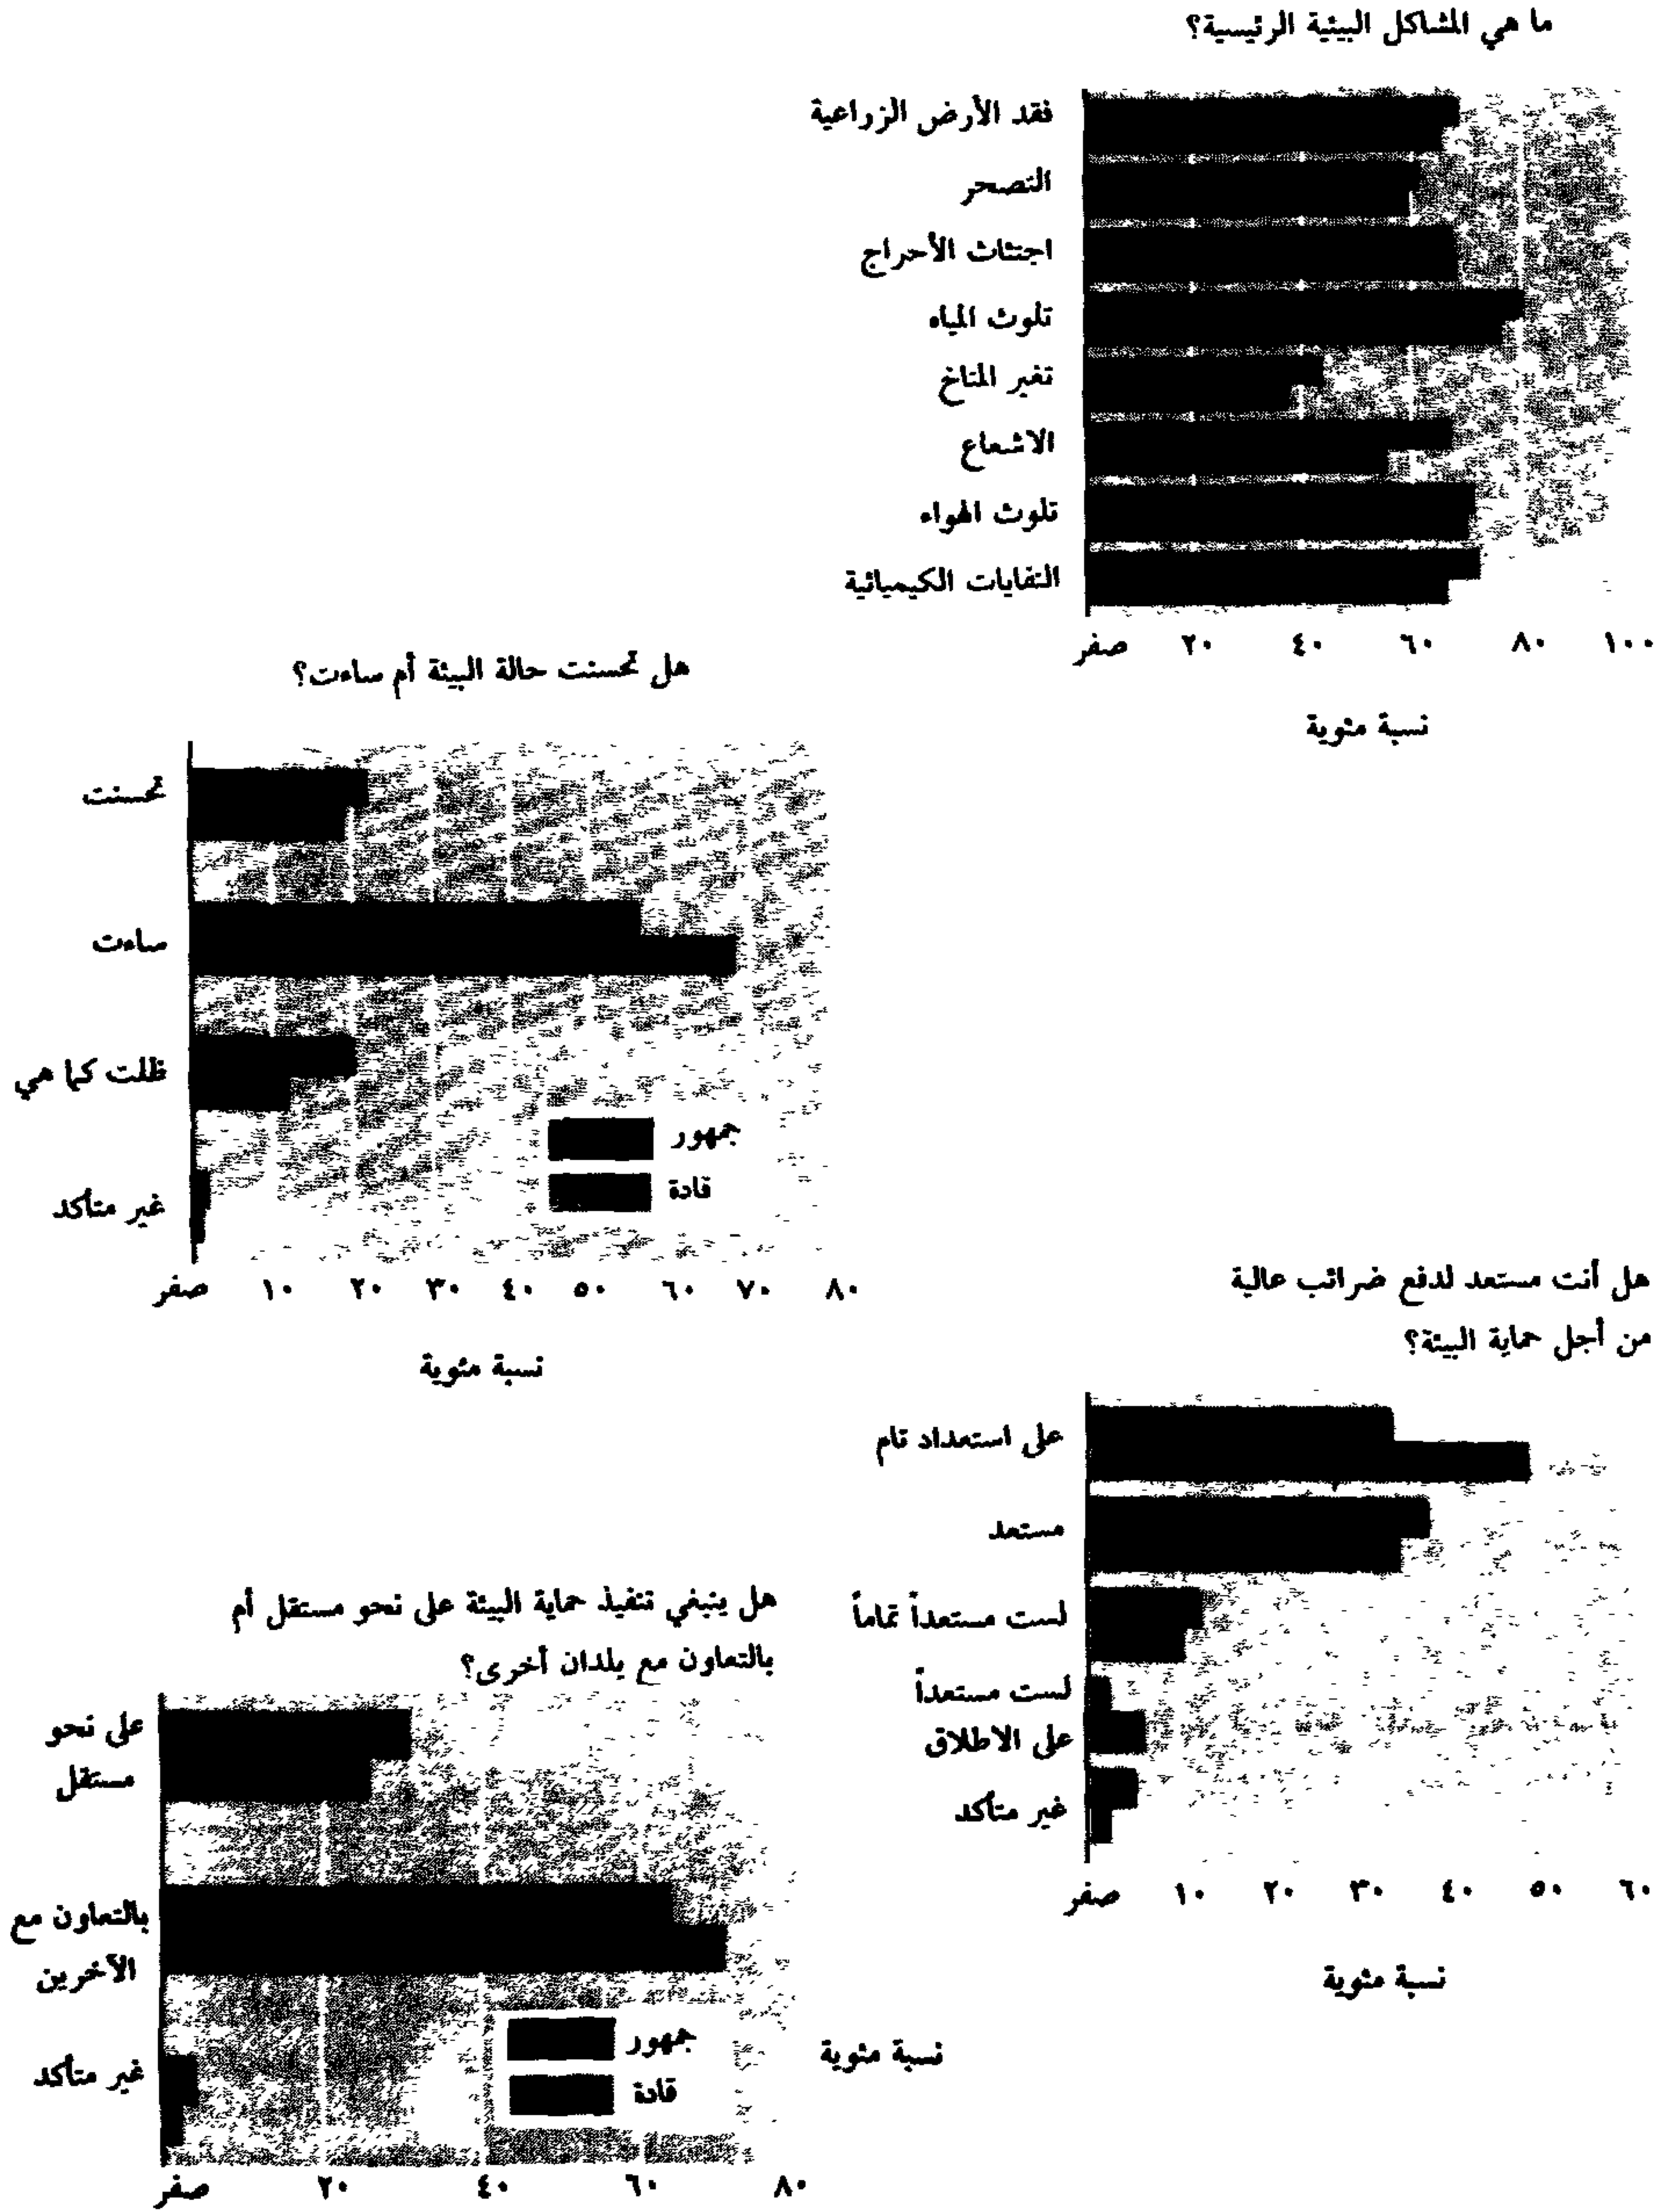 ما هي المشاكل البيئية الرئيسية؟
فقد الأرض الزراعية
التصحر
اجتثاث الأحراج
تلوث المياه
تغير المناخ
الاشعاع
تلوث الهواء
النفايات الكيميائية
صفر ٢٠ ٤٠ ٦٠ ٨٠ ١٠٠
نسبة مئوية
هل تحسنت حالة البيئة أم ساءت؟
تحسنت
ساءت
ظلت كما هي
غير متأكد
جمهور
قادة
صفر ١٠ ٢٠ ٣٠ ٤٠ ٥٠ ٦٠ ٧٠ ٨٠
نسبة مئوية
هل أنت مستعد لدفع ضرائب عالية
من أجل حماية البيئة؟
على استعداد تام
مستعد
لست مستعداً تماماً
لست مستعداً
على الاطلاق
غير متأكد
صفر ١٠ ٢٠ ٣٠ ٤٠ ٥٠ ٦٠
نسبة مئوية
هل ينبغي تنفيذ حماية البيئة على نحو مستقل أم
بالتعاون مع بلدان أخرى؟
على نحو
مستقل
بالتعاون مع
الآخرين
غير متأكد
جمهور
قادة
نسبة مئوية
صفر ٢٠ ٤٠ ٦٠ ٨٠